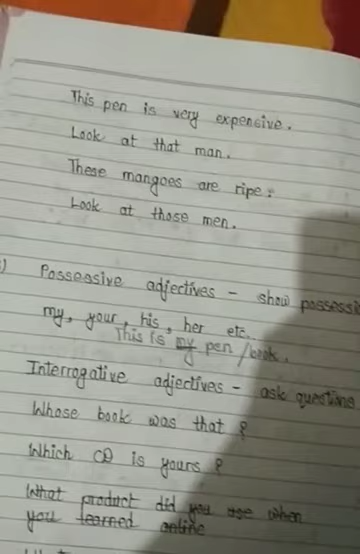 This pen is very expensive.
Look at that man.
These mangoes are ripe.
Look at those men.
) Possessive adjectives - show possessi
my, your, his, her etc.
This is my pen /book.
Interrogative adjectives - ask questions
Whose book was that ?
Which CD is yours ?
What product did you use when
you learned online